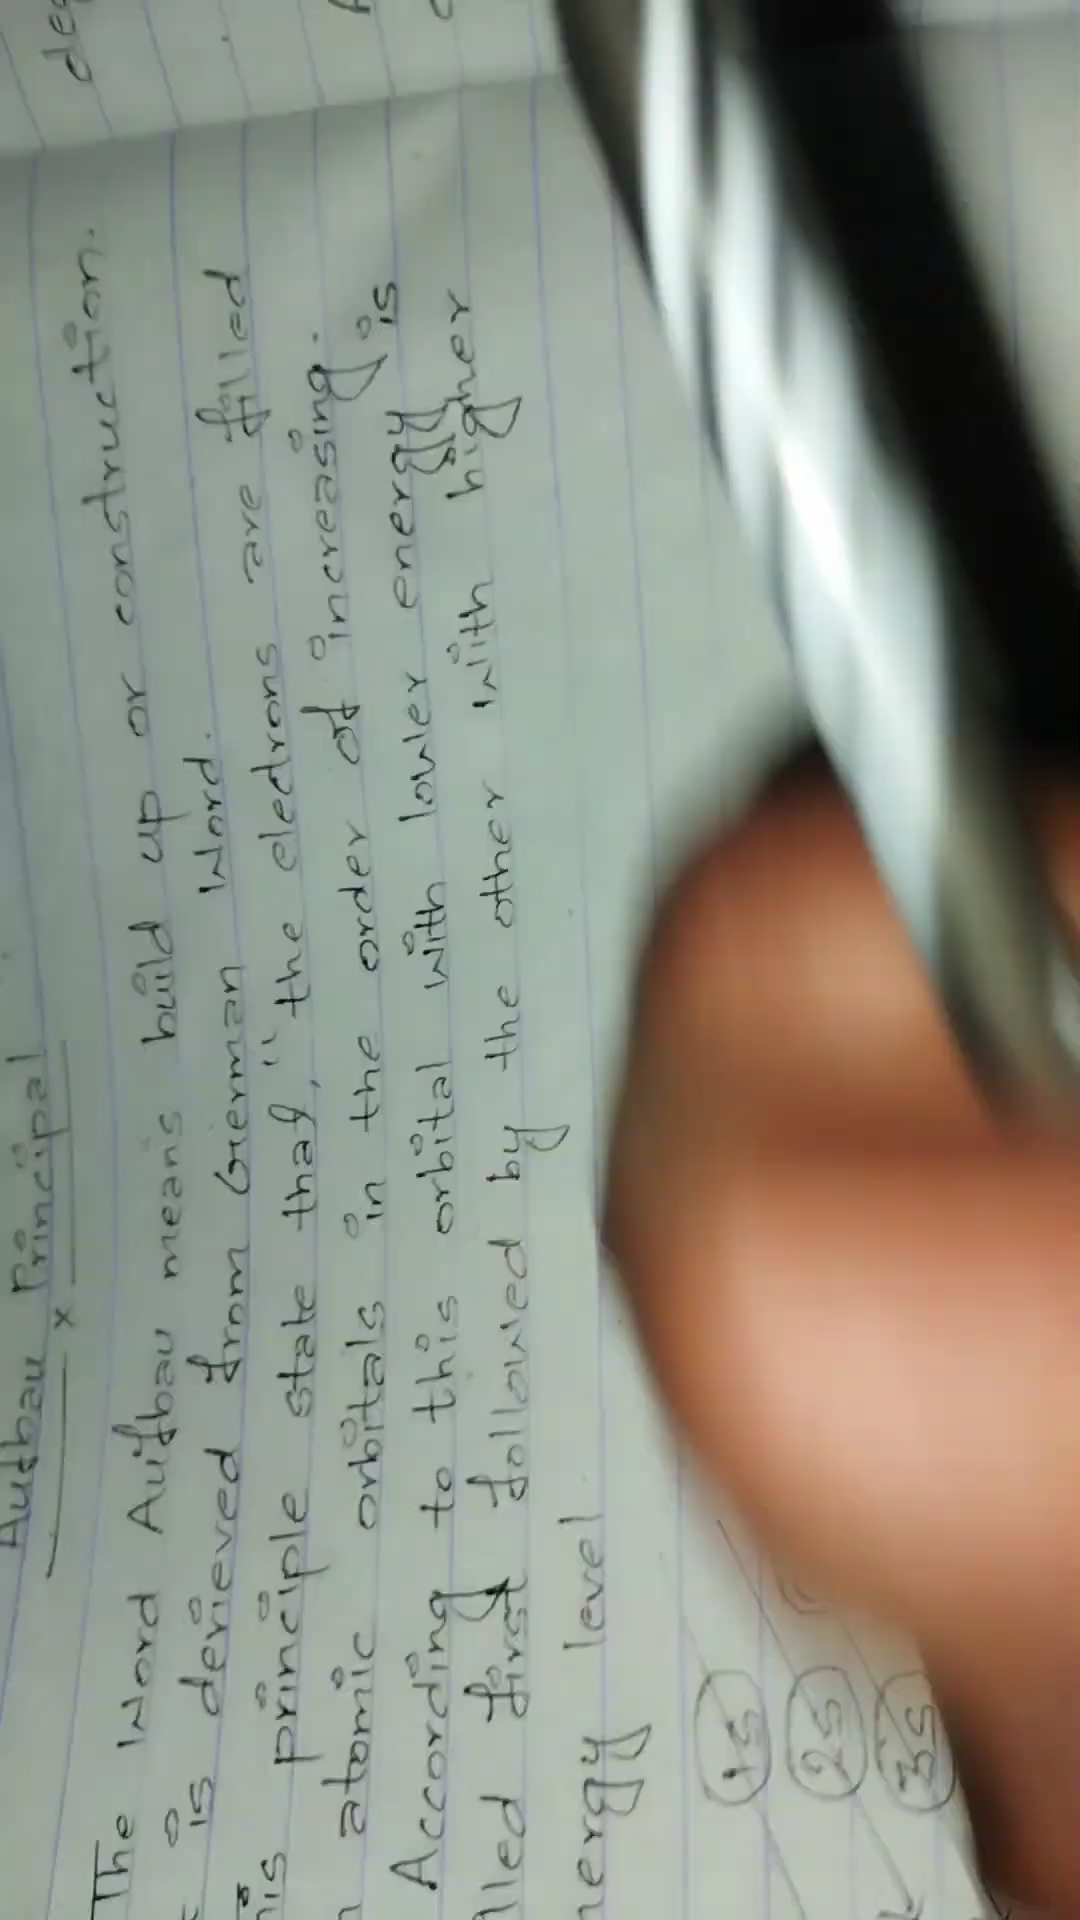 Aufbau Principal
x
The Word Aufbau means build up or construction.
is derieved from German Word.
principle state that, " the electrons are filled
atomic orbitals in the order of increasing.
According to this orbital with lower energy is
first followed by the other with higher
level.
1s
2s
3s